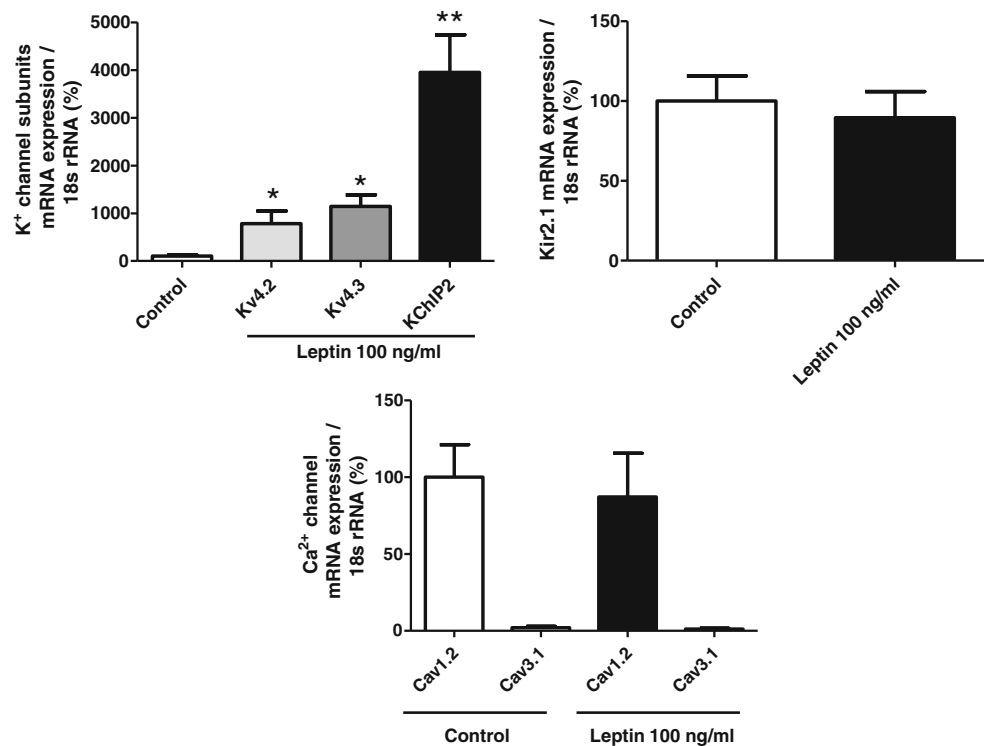 K+ channel subunits
mRNA expression /
18s rRNA (%)
5000
4000
3000
2000
1000
0
*
*
**
Control
Kv4.2
Kv4.3
KChIP2
Leptin 100 ng/ml
Kir2.1 mRNA expression /
18s rRNA (%)
150
100
50
0
Control
Leptin 100 ng/ml
Ca2+ channel
mRNA expression /
18s rRNA (%)
150
100
50
0
Cav1.2
Cav3.1
Cav1.2
Cav3.1
Control
Leptin 100 ng/ml